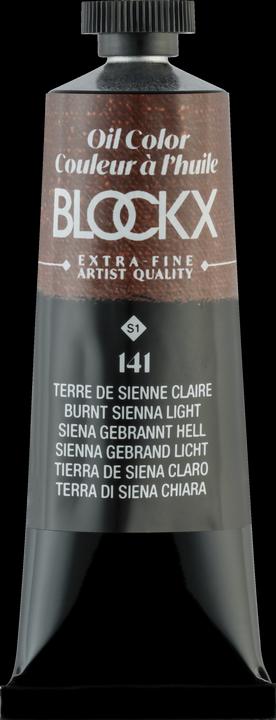 Oil Color
Couleur à l'huile
BLOCKX
EXTRA-FINE
ARTIST QUALITY
S1
141
TERRE DE SIENNE CLAIRE
BURNT SIENNA LIGHT
SIENA GEBRANNT HELL
SIENNA GEBRAND LICHT
TIERRA DE SIENA CLARO
TERRA DI SIENA CHIARA